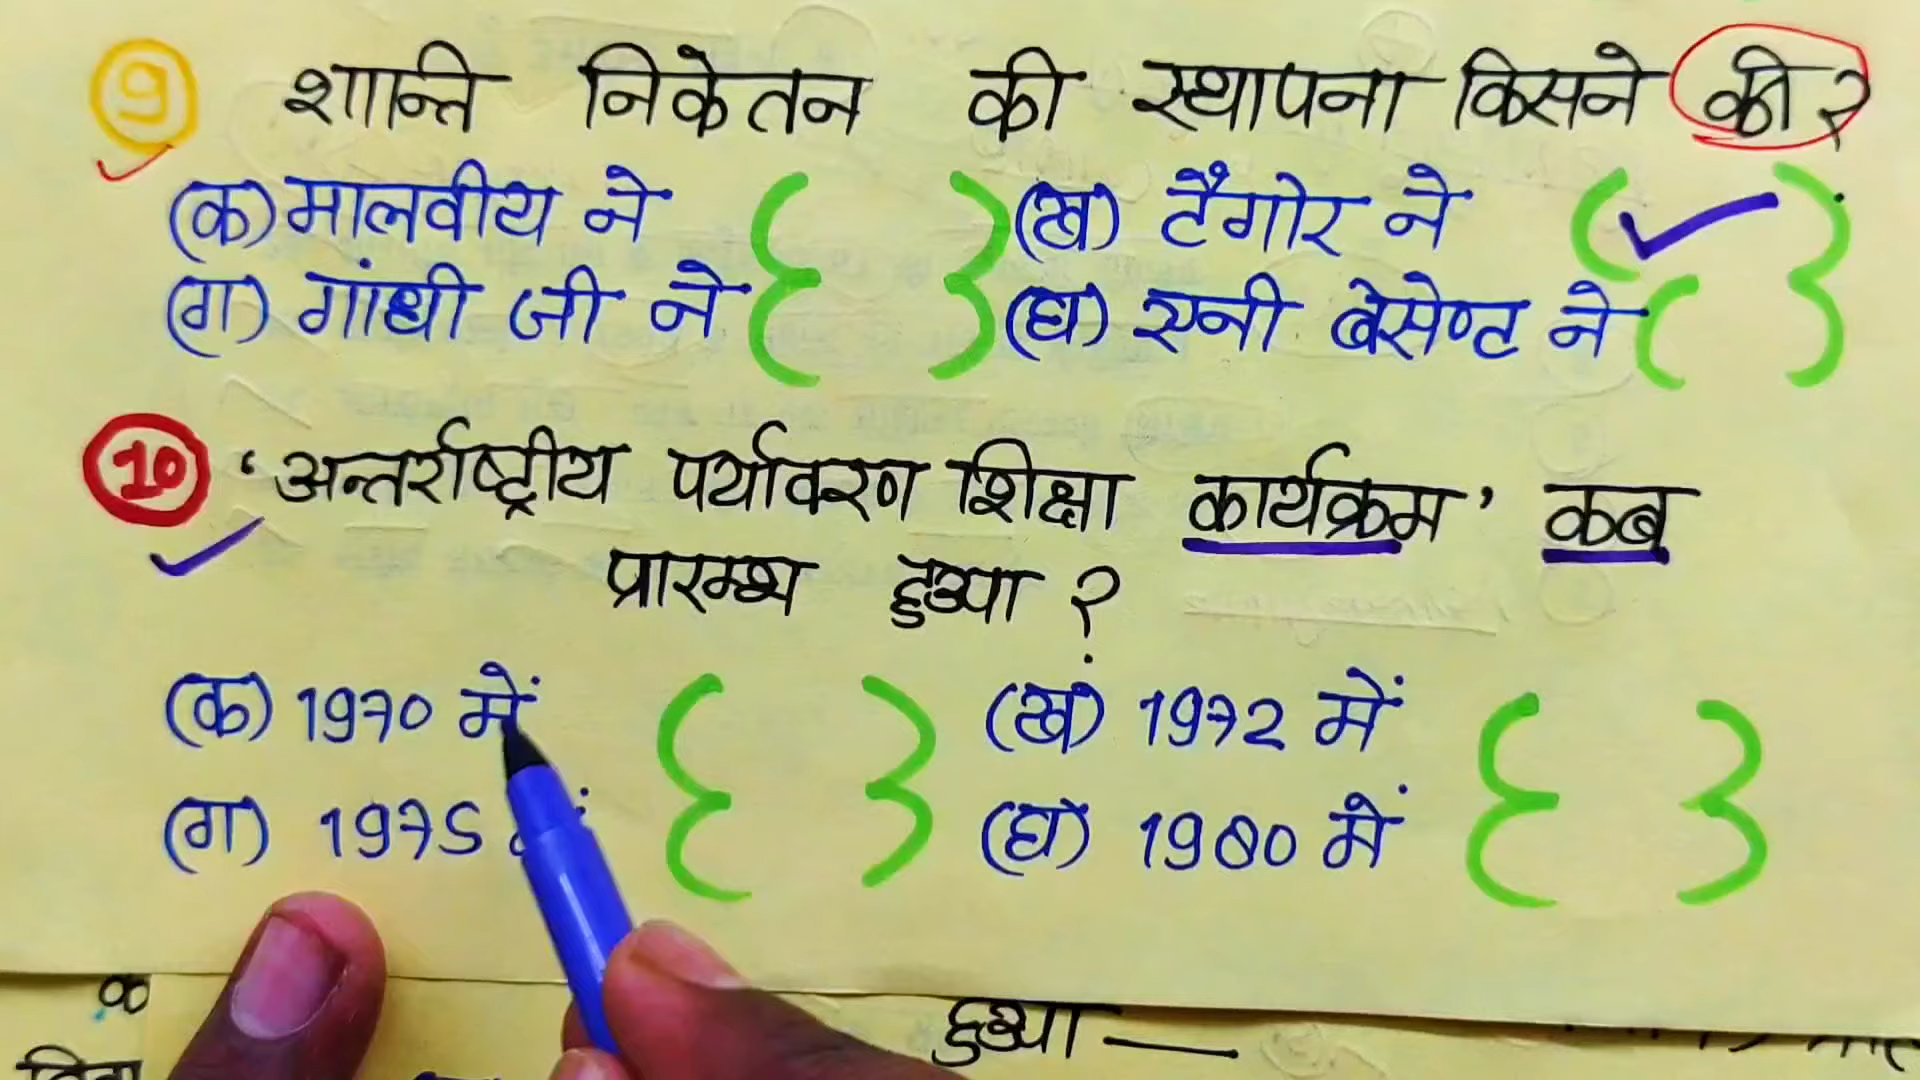 9 शान्ति निकेतन की स्थापना किसने की?
(क) मालवीय ने (ख) टैगोर ने
(ग) गांधी जी ने (घ) एनी बेसेण्ट ने
10 'अन्तर्राष्ट्रीय पर्यावरण शिक्षा कार्यक्रम' कब
प्रारम्भ हुआ?
(क) 1970 में (ख) 1972 में
(ग) 1975 (घ) 1980 में
हुआ —